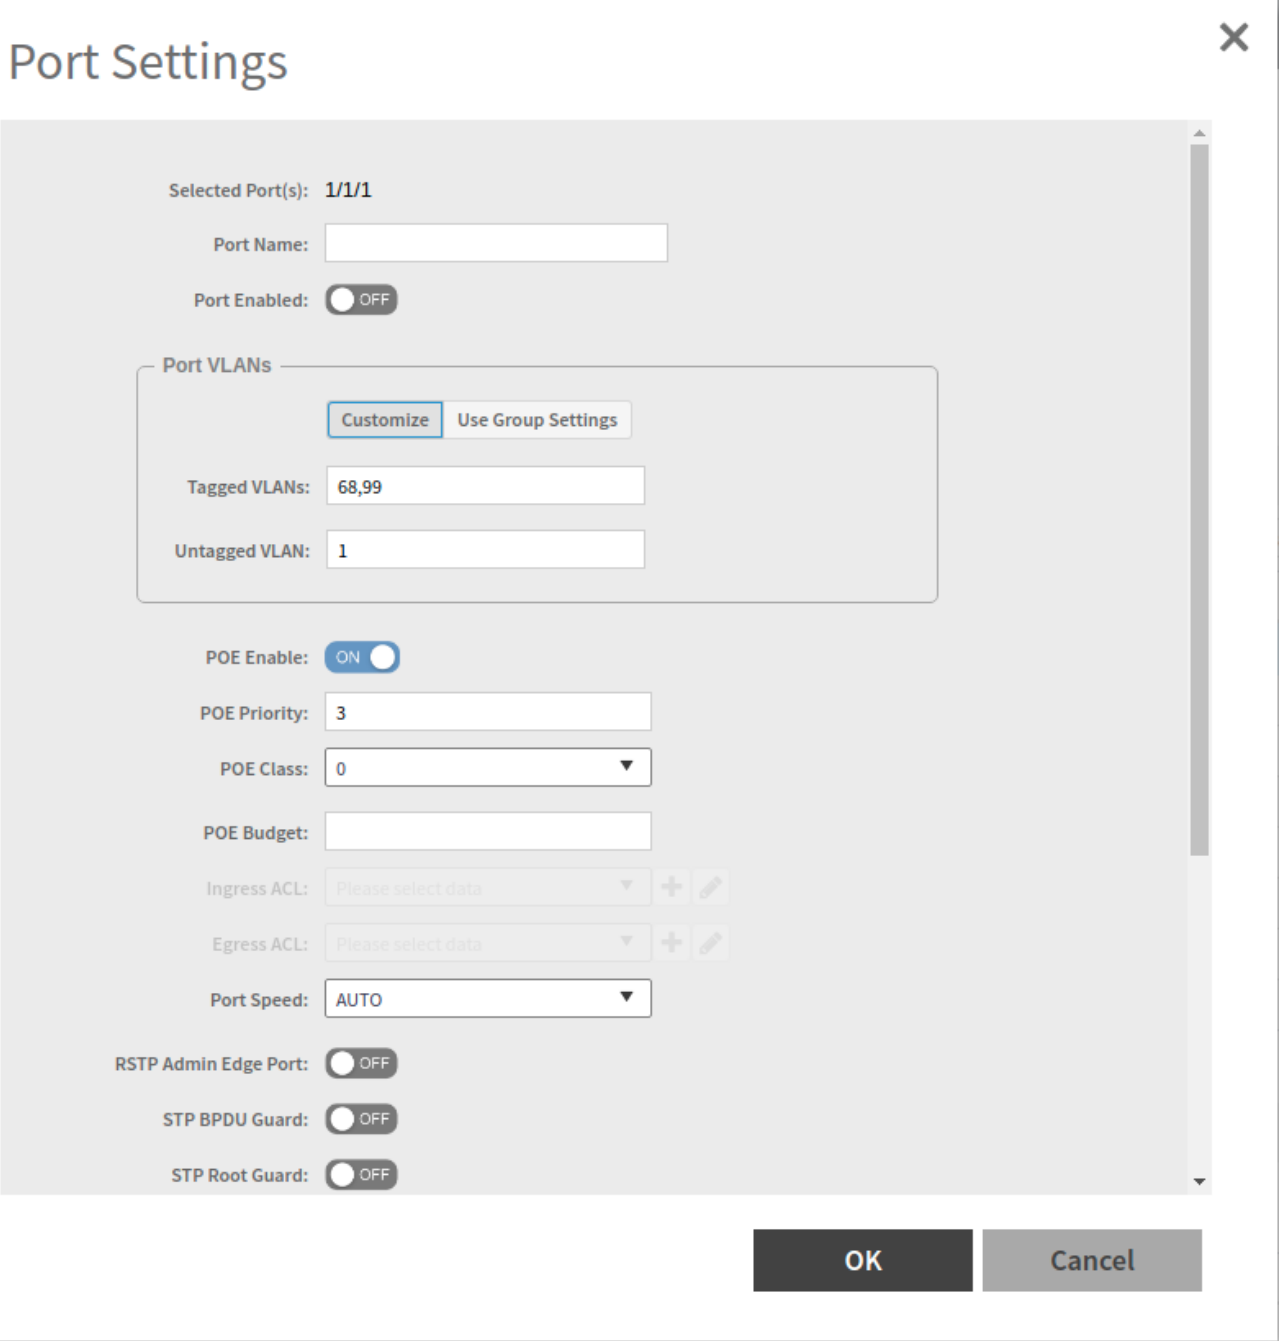 Port Settings
Selected Port(s): 1/1/1
Port Name:
Port Enabled: OFF
Port VLANs
Customize Use Group Settings
Tagged VLANs: 68,99
Untagged VLAN: 1
POE Enable: ON
POE Priority: 3
POE Class: 0
POE Budget:
Ingress ACL: Please select data
Egress ACL: Please select data
Port Speed: AUTO
RSTP Admin Edge Port: OFF
STP BPDU Guard: OFF
STP Root Guard: OFF
OK Cancel